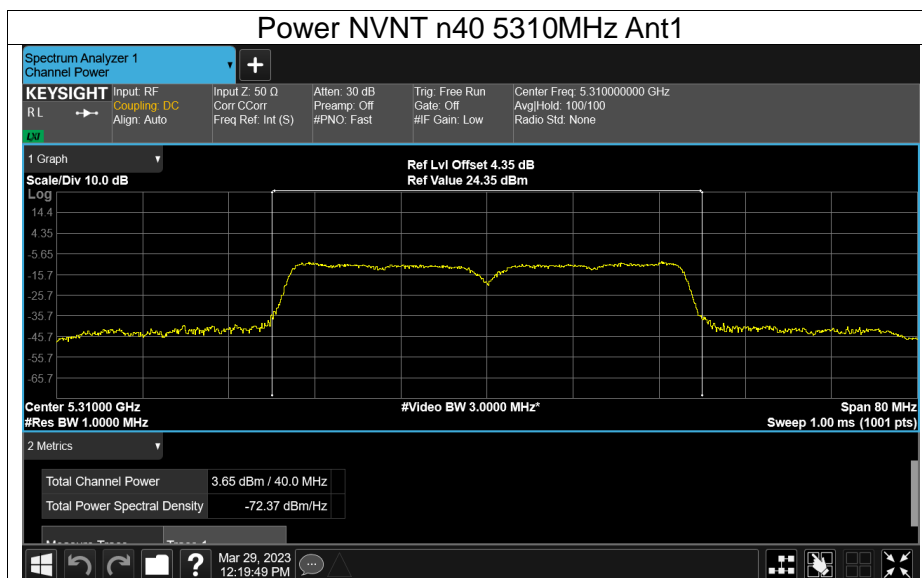 Power NVNT n40 5310MHz Ant1
Spectrum Analyzer 1
Channel Power
KEYSIGHT
R L
LXI
Input: RF
Coupling: DC
Align: Auto
Input Z: 50 Ω
Corr CCorr
Freq Ref: Int (S)
Atten: 30 dB
Preamp: Off
#PNO: Fast
Trig: Free Run
Gate: Off
#IF Gain: Low
Center Freq: 5.310000000 GHz
Avg|Hold: 100/100
Radio Std: None
1 Graph
Scale/Div 10.0 dB
Ref Lvl Offset 4.35 dB
Ref Value 24.35 dBm
Log
14.4
4.35
-5.65
-15.7
-25.7
-35.7
-45.7
-55.7
-65.7
Center 5.31000 GHz
#Video BW 3.0000 MHz*
Span 80 MHz
#Res BW 1.0000 MHz
Sweep 1.00 ms (1001 pts)
2 Metrics
Total Channel Power 3.65 dBm / 40.0 MHz
Total Power Spectral Density -72.37 dBm/Hz
Mar 29, 2023
12:19:49 PM